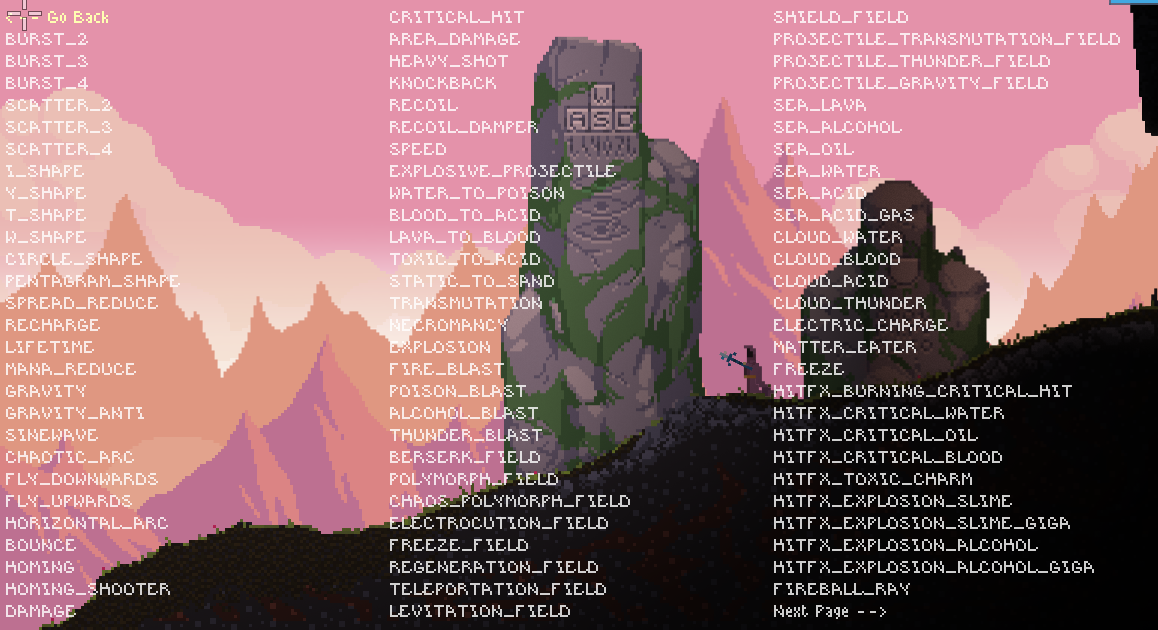 <-- Go Back
BURST_2
BURST_3
BURST_4
SCATTER_2
SCATTER_3
SCATTER_4
I_SHAPE
Y_SHAPE
T_SHAPE
W_SHAPE
CIRCLE_SHAPE
PENTAGRAM_SHAPE
SPREAD_REDUCE
RECHARGE
LIFETIME
MANA_REDUCE
GRAVITY
GRAVITY_ANTI
SINEWAVE
CHAOTIC_ARC
FLY_DOWNWARDS
FLY_UPWARDS
HORIZONTAL_ARC
BOUNCE
HOMING
HOMING_SHOOTER
DAMAGE
CRITICAL_HIT
AREA_DAMAGE
HEAVY_SHOT
KNOCKBACK
RECOIL
RECOIL_DAMPER
SPEED
EXPLOSIVE_PROJECTILE
WATER_TO_POISON
BLOOD_TO_ACID
LAVA_TO_BLOOD
TOXIC_TO_ACID
STATIC_TO_SAND
TRANSMUTATION
NECROMANCY
EXPLOSION
FIRE_BLAST
POISON_BLAST
ALCOHOL_BLAST
THUNDER_BLAST
BERSERK_FIELD
POLYMORPH_FIELD
CHAOS_POLYMORPH_FIELD
ELECTROCUTION_FIELD
FREEZE_FIELD
REGENERATION_FIELD
TELEPORTATION_FIELD
LEVITATION_FIELD
SHIELD_FIELD
PROJECTILE_TRANSMUTATION_FIELD
PROJECTILE_THUNDER_FIELD
PROJECTILE_GRAVITY_FIELD
SEA_LAVA
SEA_ALCOHOL
SEA_OIL
SEA_WATER
SEA_ACID
SEA_ACID_GAS
CLOUD_WATER
CLOUD_BLOOD
CLOUD_ACID
CLOUD_THUNDER
ELECTRIC_CHARGE
MATTER_EATER
FREEZE
HITFX_BURNING_CRITICAL_HIT
HITFX_CRITICAL_WATER
HITFX_CRITICAL_OIL
HITFX_CRITICAL_BLOOD
HITFX_TOXIC_CHARM
HITFX_EXPLOSION_SLIME
HITFX_EXPLOSION_SLIME_GIGA
HITFX_EXPLOSION_ALCOHOL
HITFX_EXPLOSION_ALCOHOL_GIGA
FIREBALL_RAY
Next Page -->
W
A S